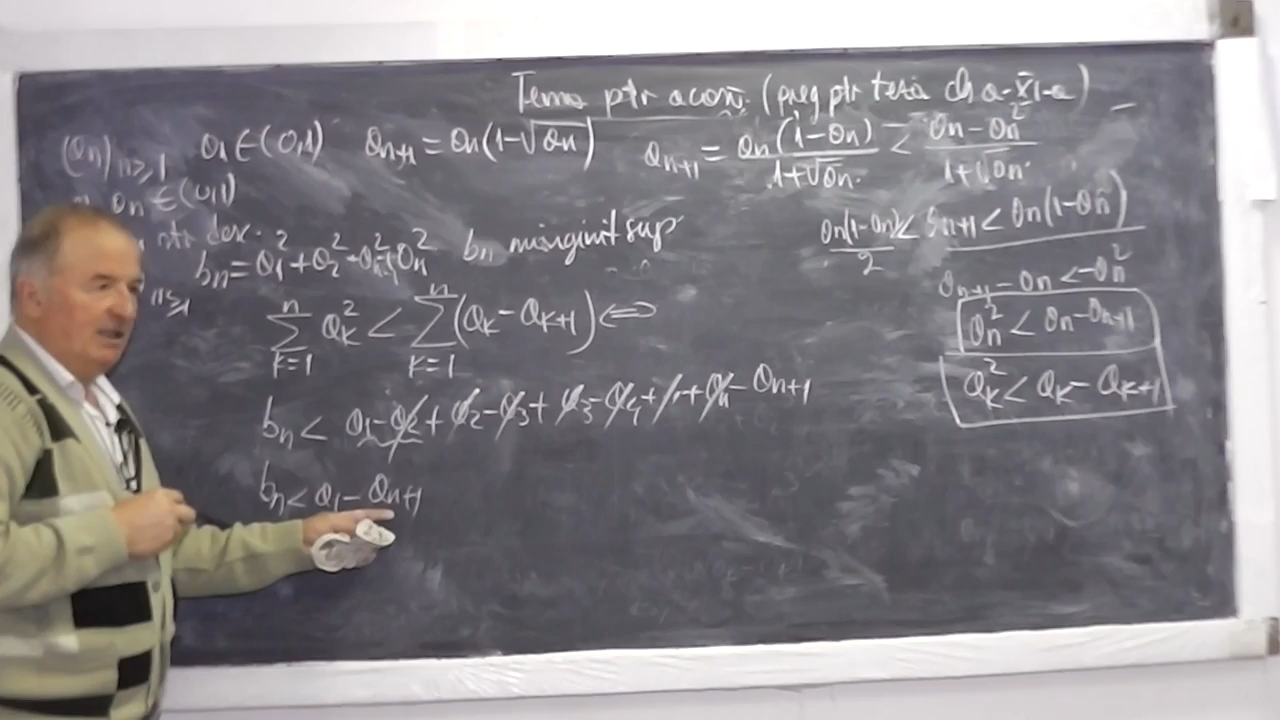 Temă ptr acasă (preg ptr teză cls a-XI-a)
(an)n≥1 a1∈(0,1) an+1 = an(1-√an)
an+1 = an(1-an)/(1+√an) < (an-an²)/(1+√an)
an ∈(0,1)
bn mărginit sup
an(1-an)/2 < an+1 < an(1-an)
bn = a1²+a2²+...+an²
n≥1
an+1 - an < -an²
∑_{k=1}^{n} ak² < ∑_{k=1}^{n} (ak - ak+1) ⇔
an² < an - an+1
ak² < ak - ak+1
bn < a1 - a2 + a2 - a3 + a3 - a4 + ... + an - an+1
bn < a1 - an+1